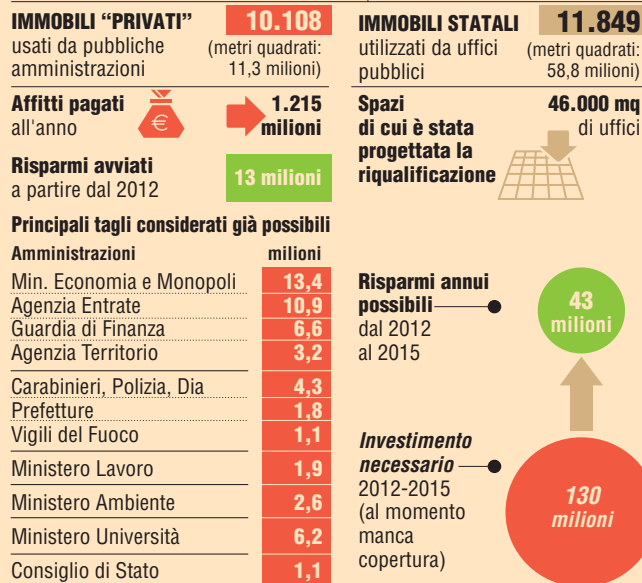 IMMOBILI “PRIVATI” 10.108
usati da pubbliche (metri quadrati:
amministrazioni 11,3 milioni)
Affitti pagati € 1.215
all'anno milioni
Risparmi avviati 13 milioni
a partire dal 2012
Principali tagli considerati già possibili
Amministrazioni milioni
Min. Economia e Monopoli 13,4
Agenzia Entrate 10,9
Guardia di Finanza 6,6
Agenzia Territorio 3,2
Carabinieri, Polizia, Dia 4,3
Prefetture 1,8
Vigili del Fuoco 1,1
Ministero Lavoro 1,9
Ministero Ambiente 2,6
Ministero Università 6,2
Consiglio di Stato 1,1
IMMOBILI STATALI 11.849
utilizzati da uffici (metri quadrati:
pubblici 58,8 milioni)
Spazi 46.000 mq
di cui è stata di uffici
progettata la
riqualificazione
Risparmi annui
possibili
dal 2012
al 2015
43
milioni
Investimento
necessario
2012-2015
(al momento
manca
copertura)
130
milioni